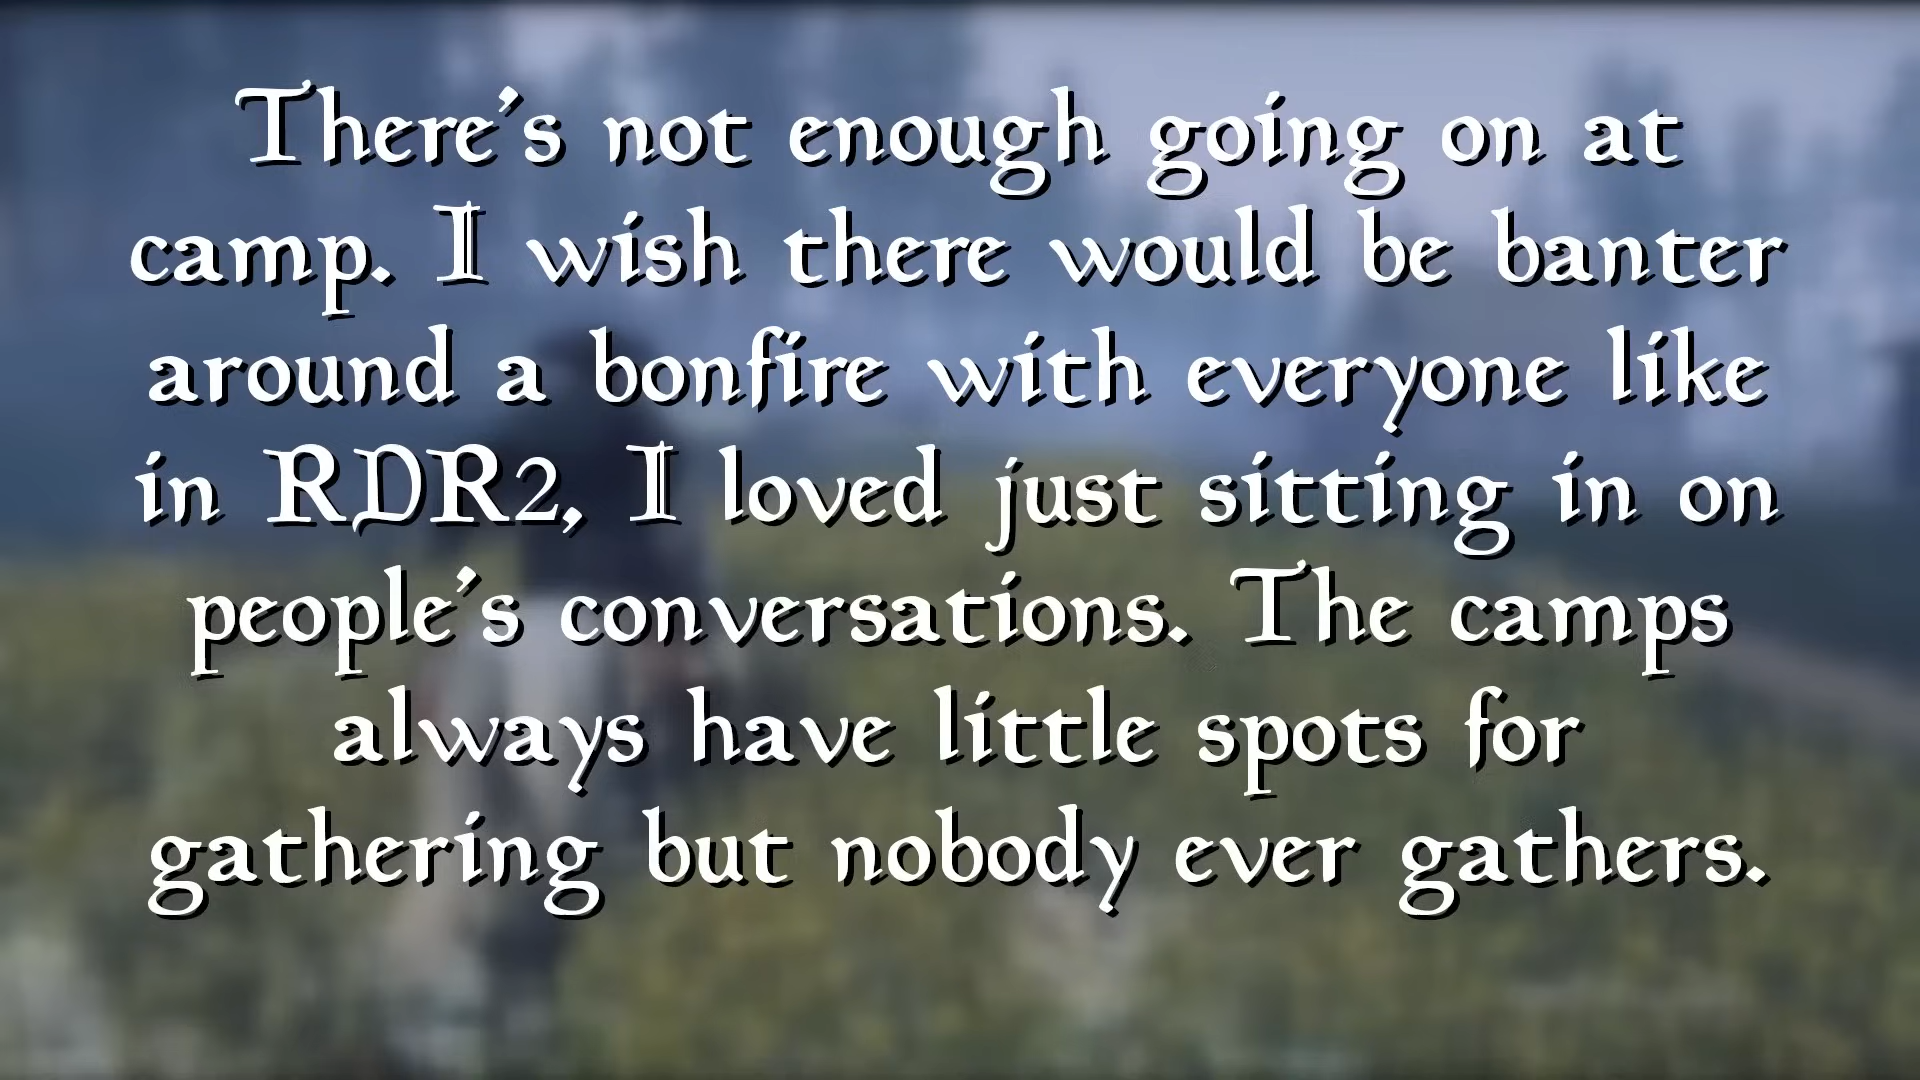 There's not enough going on at
camp. I wish there would be banter
around a bonfire with everyone like
in RDR2, I loved just sitting in on
people's conversations. The camps
always have little spots for
gathering but nobody ever gathers.